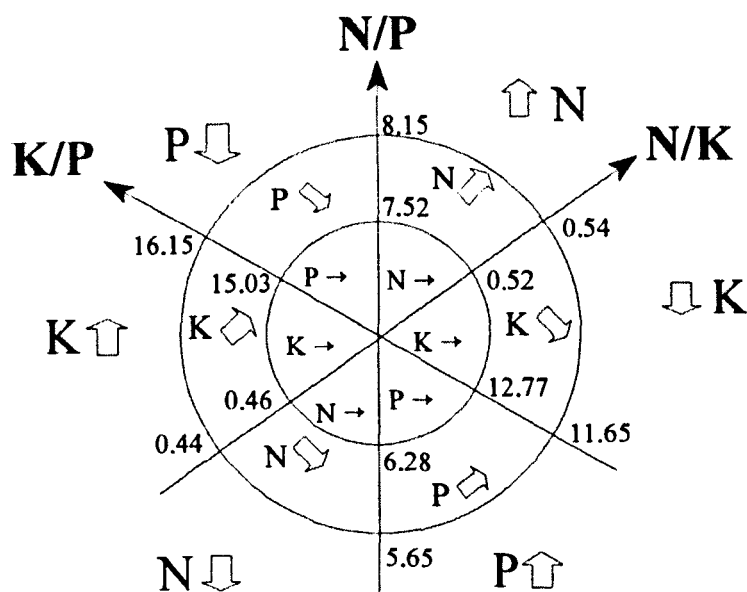 N/P
⇧ N
P ⇩
8.15
K/P
N/K
P
N
7.52
0.54
16.15
15.03
P →
N →
0.52
K
K
K ⇧
⇩ K
K →
K →
12.77
0.46
N →
P →
11.65
0.44
N
6.28
P
5.65
N ⇩
P ⇧